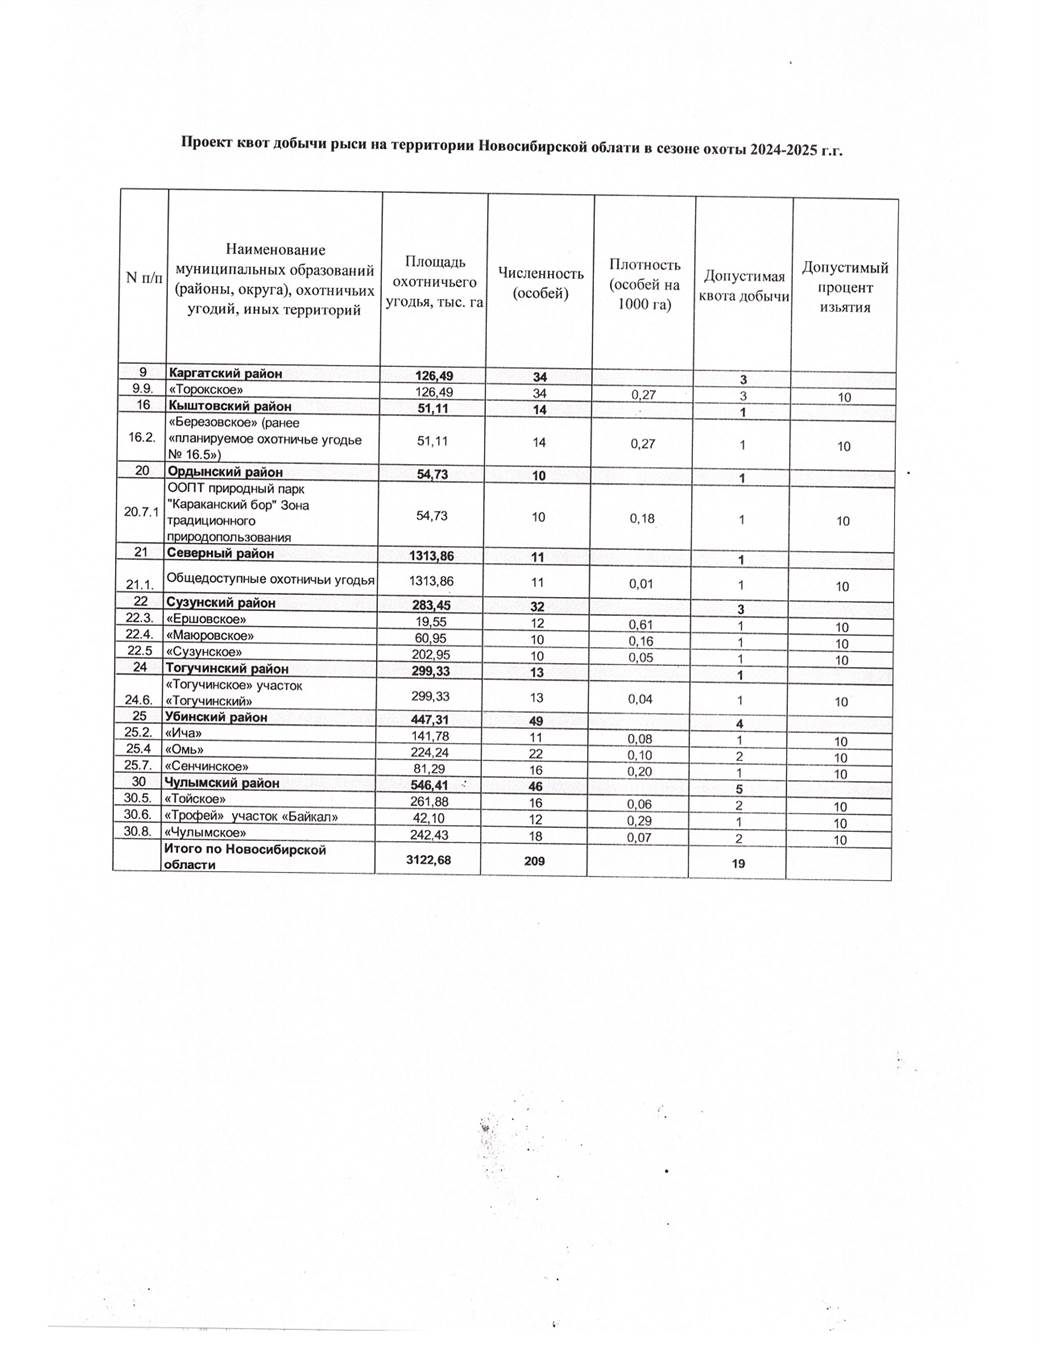 Проект квот добычи рыси на территории Новосибирской облати в сезоне охоты 2024-2025 г.г.
N п/п
Наименование
муниципальных образований
(районы, округа), охотничьих
угодий, иных территорий
Площадь
охотничьего
угодья, тыс. га
Численность
(особей)
Плотность
(особей на
1000 га)
Допустимая
квота добычи
Допустимый
процент
изьятия
9 Каргатский район 126,49 34 3
9.9. «Торокское» 126,49 34 0,27 3 10
16 Кыштовский район 51,11 14 1
16.2. «Березовское» (ранее
«планируемое охотничье угодье
№ 16.5») 51,11 14 0,27 1 10
20 Ордынский район 54,73 10 1
20.7.1 ООПТ природный парк
"Караканский бор" Зона
традиционного
природопользования 54,73 10 0,18 1 10
21 Северный район 1313,86 11 1
21.1. Общедоступные охотничьи угодья 1313,86 11 0,01 1 10
22 Сузунский район 283,45 32 3
22.3. «Ершовское» 19,55 12 0,61 1 10
22.4. «Маюровское» 60,95 10 0,16 1 10
22.5 «Сузунское» 202,95 10 0,05 1 10
24 Тогучинский район 299,33 13 1
24.6. «Тогучинское» участок
«Тогучинский» 299,33 13 0,04 1 10
25 Убинский район 447,31 49 4
25.2. «Ича» 141,78 11 0,08 1 10
25.4 «Омь» 224,24 22 0,10 2 10
25.7. «Сенчинское» 81,29 16 0,20 1 10
30 Чулымский район 546,41 46 5
30.5. «Тойское» 261,88 16 0,06 2 10
30.6. «Трофей» участок «Байкал» 42,10 12 0,29 1 10
30.8. «Чулымское» 242,43 18 0,07 2 10
Итого по Новосибирской
области 3122,68 209 19